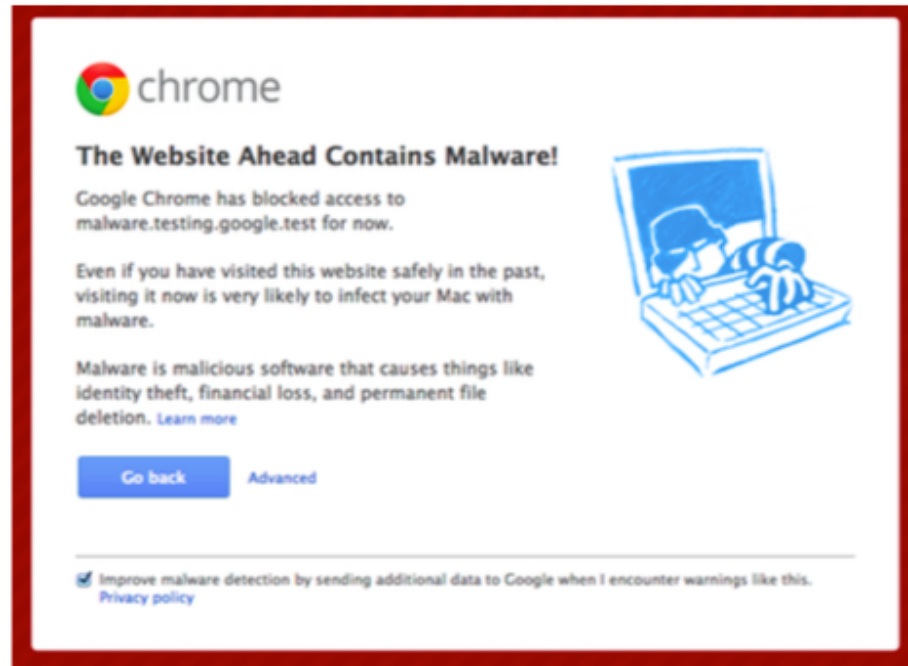 chrome
The Website Ahead Contains Malware!
Google Chrome has blocked access to
malware.testing.google.test for now.
Even if you have visited this website safely in the past,
visiting it now is very likely to infect your Mac with
malware.
Malware is malicious software that causes things like
identity theft, financial loss, and permanent file
deletion. Learn more
Go back Advanced
Improve malware detection by sending additional data to Google when I encounter warnings like this.
Privacy policy